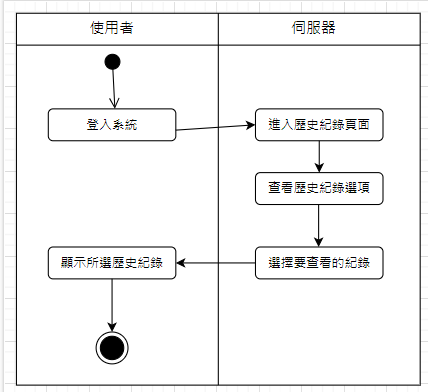 使用者
伺服器
登入系統
進入歷史紀錄頁面
查看歷史紀錄選項
選擇要查看的紀錄
顯示所選歷史紀錄